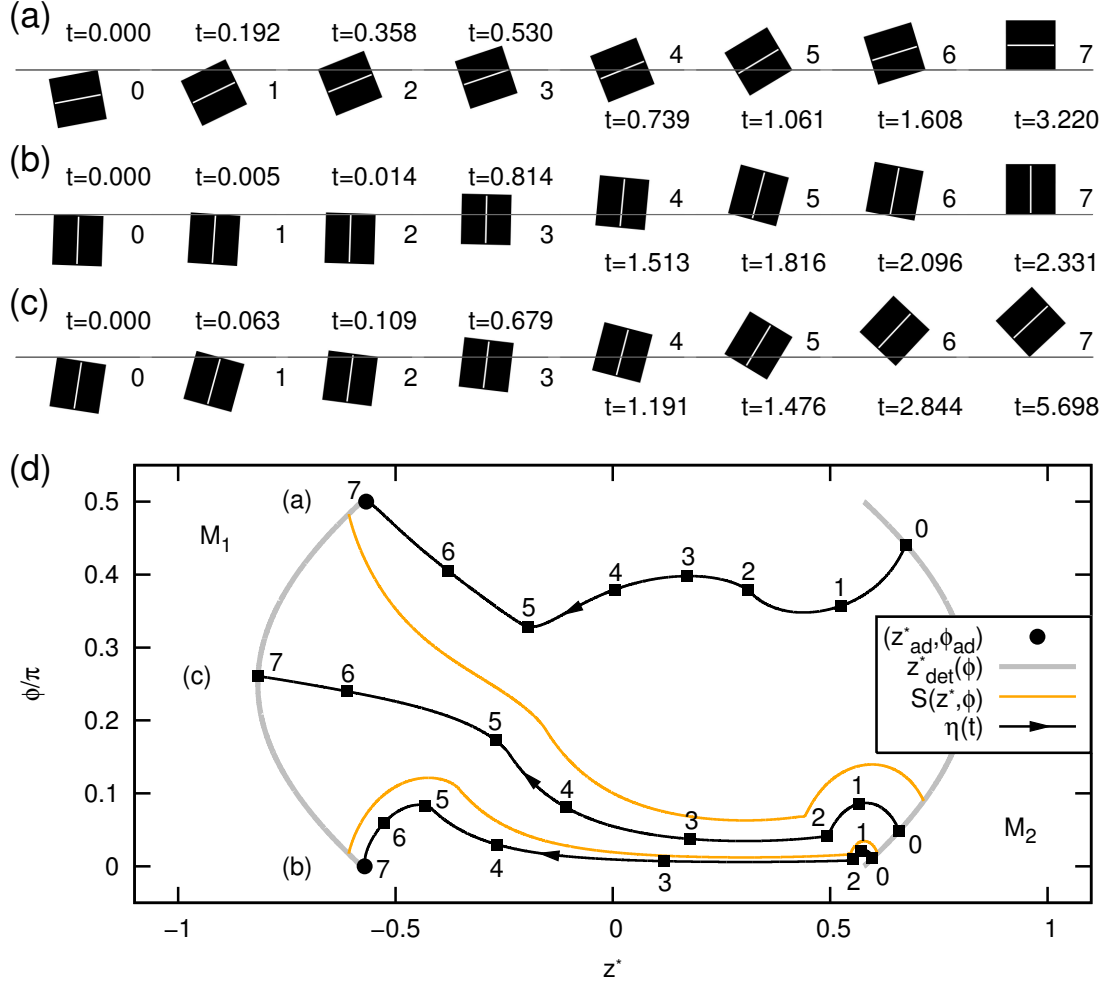 (a)
t=0.000 t=0.192 t=0.358 t=0.530
0 1 2 3 4 5 6 7
t=0.739 t=1.061 t=1.608 t=3.220
(b)
t=0.000 t=0.005 t=0.014 t=0.814
0 1 2 3 4 5 6 7
t=1.513 t=1.816 t=2.096 t=2.331
(c)
t=0.000 t=0.063 t=0.109 t=0.679
0 1 2 3 4 5 6 7
t=1.191 t=1.476 t=2.844 t=5.698
(d)
ϕ/π
0.5
0.4
0.3
0.2
0.1
0
−1 −0.5 0 0.5 1
z*
M1
M2
(a)
7 6 5 4 3 2 1 0
(c)
7 6 5 4 3 2 1 0
(b)
7 6 5 4 3 2 1 0
(z*ad,ϕad)
z*det(ϕ)
S(z*,ϕ)
η(t)